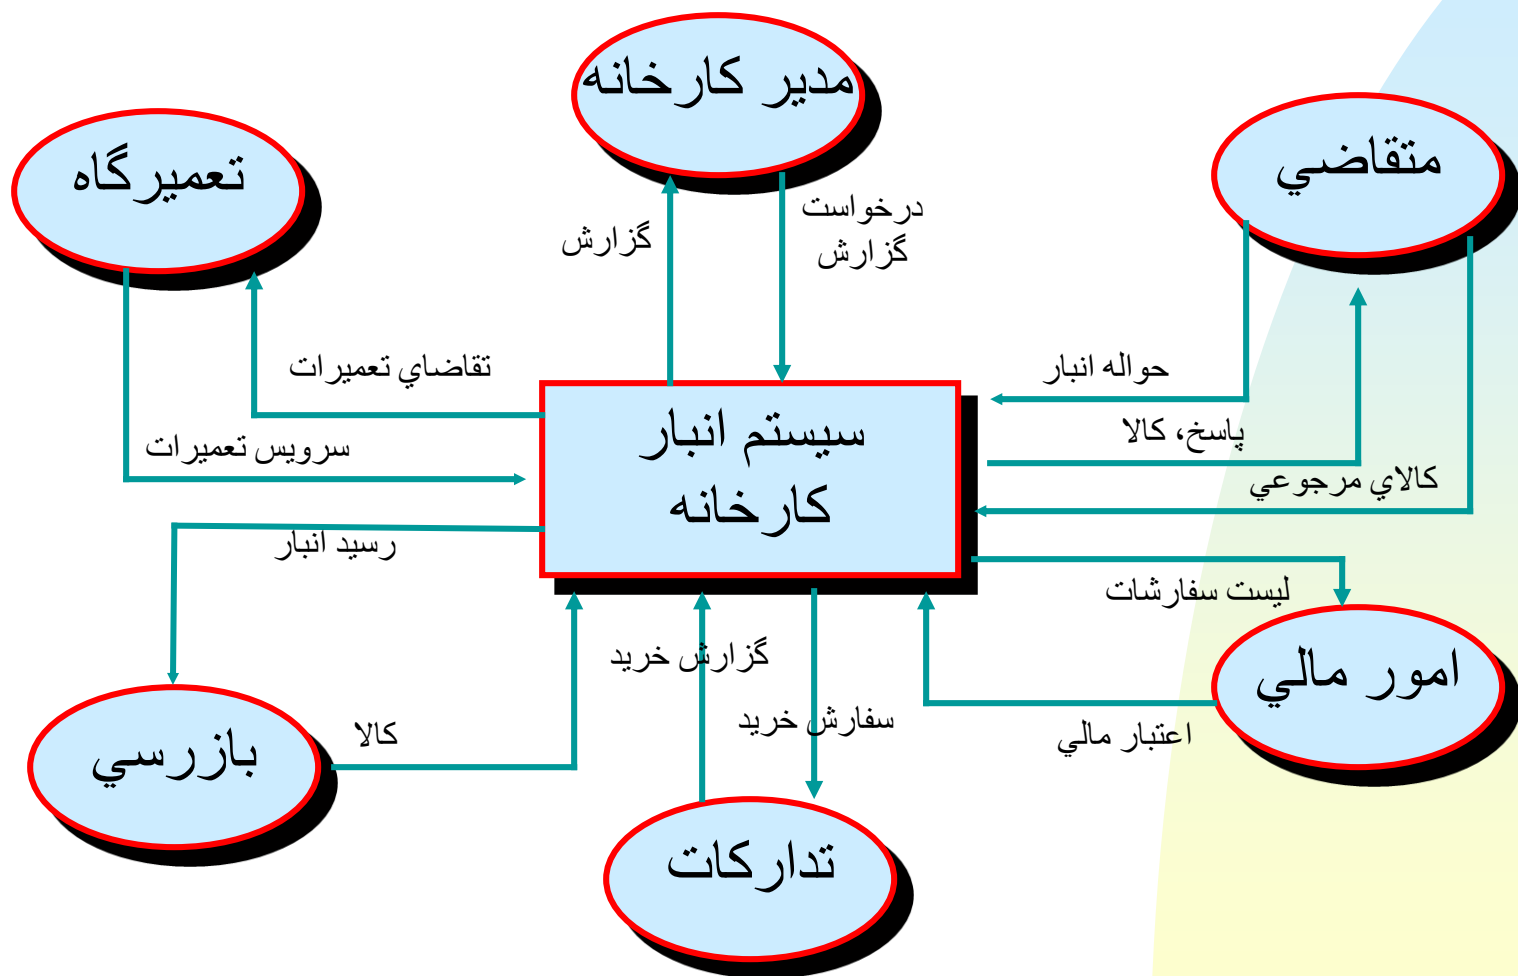 مدير كارخانه
متقاضي
تعميرگاه
درخواست
گزارش
گزارش
حواله انبار
تقاضاي تعميرات
سيستم انبار
كارخانه
پاسخ، كالا
سرويس تعميرات
كالاي مرجوعي
رسيد انبار
ليست سفارشات
گزارش خريد
امور مالي
سفارش خريد
اعتبار مالي
كالا
بازرسي
تداركات